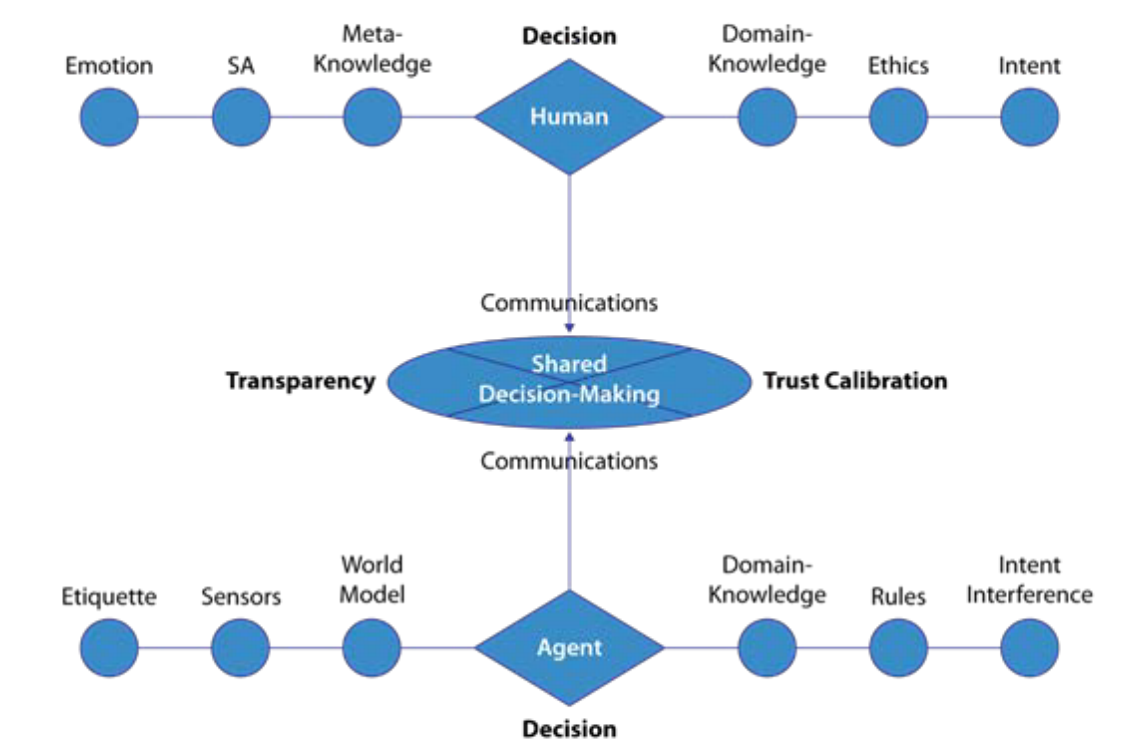 Emotion
SA
Meta-
Knowledge
Decision
Human
Domain-
Knowledge
Ethics
Intent
Communications
Transparency
Shared
Decision-Making
Trust Calibration
Communications
Etiquette
Sensors
World
Model
Agent
Decision
Domain-
Knowledge
Rules
Intent
Interference